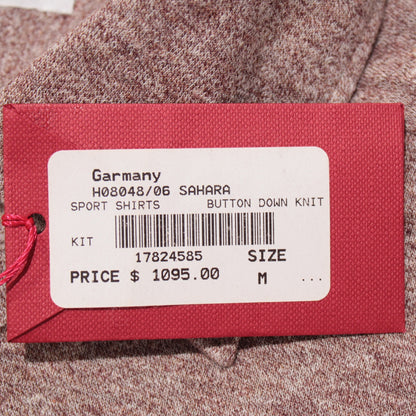 Garmany
H08048/06 SAHARA
SPORT SHIRTS BUTTON DOWN KNIT
KIT
17824585 SIZE
PRICE $ 1095.00 M ...